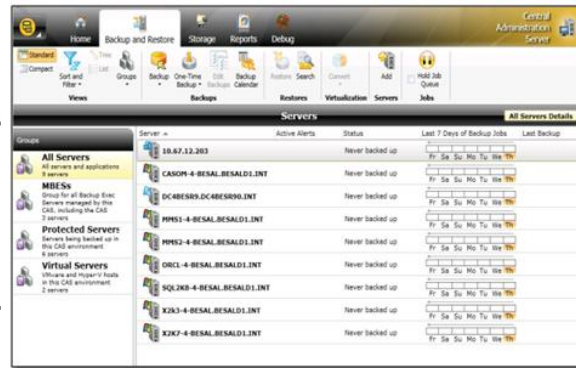 Central
Administration
Server
Home Backup and Restore Storage Reports Debug
Standard Tree
Compact List
Sort and Filter Groups
Backup One-Time Backup Edit Backups Backup Calendar
Restore Search
Convert
Add
Hold Job Queue
Views Backups Restores Virtualization Servers Jobs
Servers All Servers Details
Groups
All Servers
All servers and applications
9 servers
MBESs
Group for all Backup Exec
Servers managed by this
CAS, including the CAS
3 servers
Protected Servers
Servers being backed up in
this CAS environment
6 servers
Virtual Servers
VMware and Hyper-V hosts
in this CAS environment
2 servers
Server Active Alerts Status Last 7 Days of Backup Jobs Last Backup
10.67.12.203 Never backed up
Fr Sa Su Mo Tu We Th
CASOM-4-BESAL.BESALD1.INT Never backed up
Fr Sa Su Mo Tu We Th
DC4BESR9.DC4BESR90.INT Never backed up
Fr Sa Su Mo Tu We Th
MMS1-4-BESAL.BESALD1.INT Never backed up
Fr Sa Su Mo Tu We Th
MMS2-4-BESAL.BESALD1.INT Never backed up
Fr Sa Su Mo Tu We Th
ORCL-4-BESAL.BESALD1.INT Never backed up
Fr Sa Su Mo Tu We Th
SQL2K8-4-BESAL.BESALD1.INT Never backed up
Fr Sa Su Mo Tu We Th
X2k3-4-BESAL.BESALD1.INT Never backed up
Fr Sa Su Mo Tu We Th
X2K7-4-BESAL.BESALD1.INT Never backed up
Fr Sa Su Mo Tu We Th